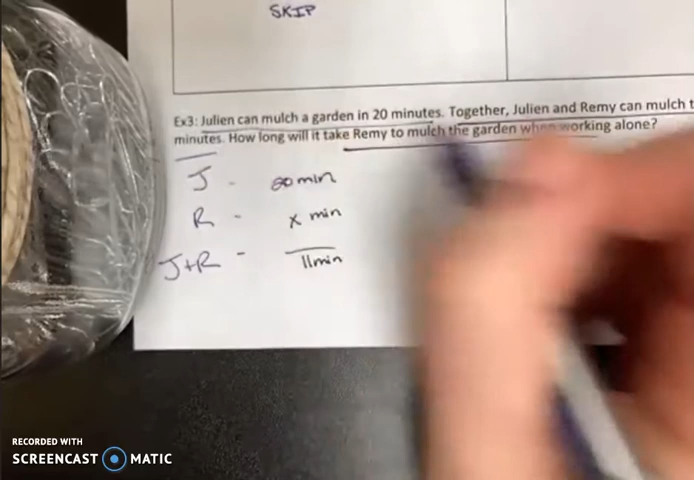 SKIP
Ex3: Julien can mulch a garden in 20 minutes. Together, Julien and Remy can mulch t
minutes. How long will it take Remy to mulch the garden when working alone?
J - 20 min
R - x min
J+R - 11 min
RECORDED WITH
SCREENCAST MATIC